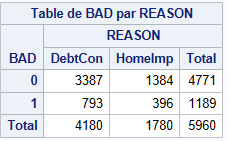 Table de BAD par REASON
REASON
BAD DebtCon HomeImp Total
0 3387 1384 4771
1 793 396 1189
Total 4180 1780 5960